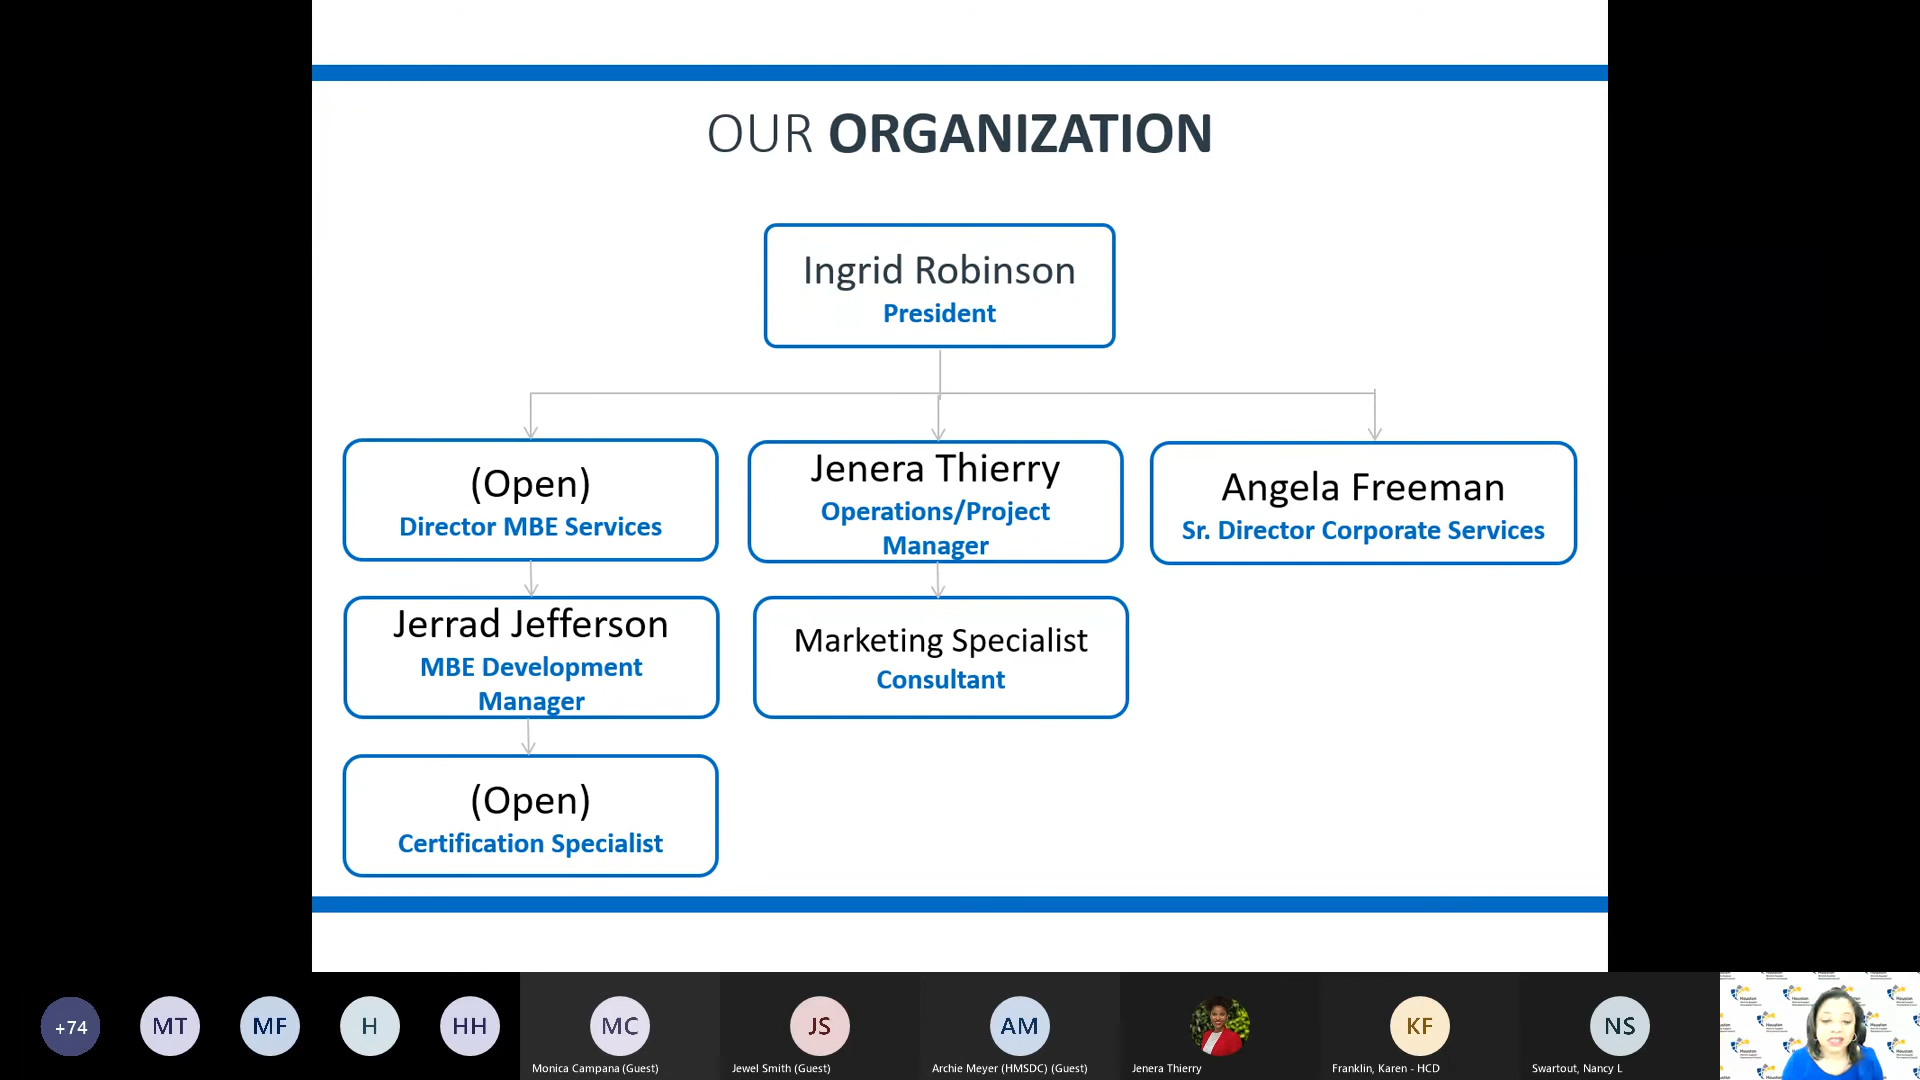 OUR ORGANIZATION
Ingrid Robinson
President
(Open)
Director MBE Services
Jenera Thierry
Operations/Project
Manager
Angela Freeman
Sr. Director Corporate Services
Jerrad Jefferson
MBE Development
Manager
Marketing Specialist
Consultant
(Open)
Certification Specialist
+74
MT
MF
H
HH
MC
JS
AM
KF
NS
Monica Campana (Guest)
Jewel Smith (Guest)
Archie Meyer (HMSDC) (Guest)
Jenera Thierry
Franklin, Karen - HCD
Swartout, Nancy L